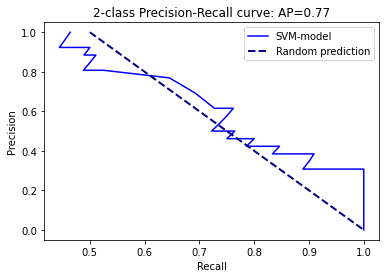 2-class Precision-Recall curve: AP=0.77
SVM-model
Random prediction
Precision
1.0
0.8
0.6
0.4
0.2
0.0
0.5 0.6 0.7 0.8 0.9 1.0
Recall